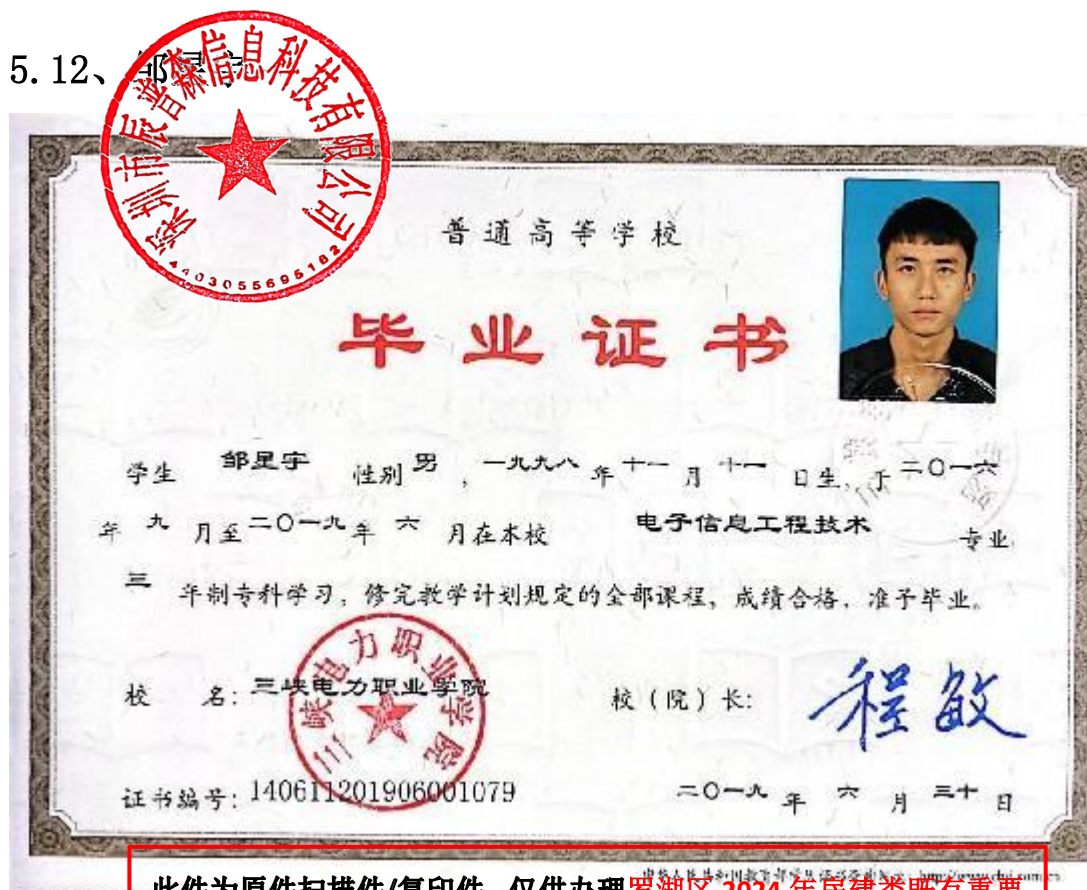 5.12、邹星宇
深圳市辰普森信息科技有限公司
4403055695182
普通高等学校
毕业证书
学生 邹星宇 性别 男 , 一九九八 年 十一 月 十一 日生, 于 二〇一六
年 九 月至 二〇一九 年 六 月在本校 电子信息工程技术 专业
三 年制专科学习, 修完教学计划规定的全部课程, 成绩合格, 准予毕业。
校 名: 三峡电力职业学院 校(院)长: 程敏
三峡电力职业学院
证书编号: 140611201906001079 二〇一九 年 六 月 三十 日
此件为原件扫描件/复印件, 仅供办理罗湖区 2024 年